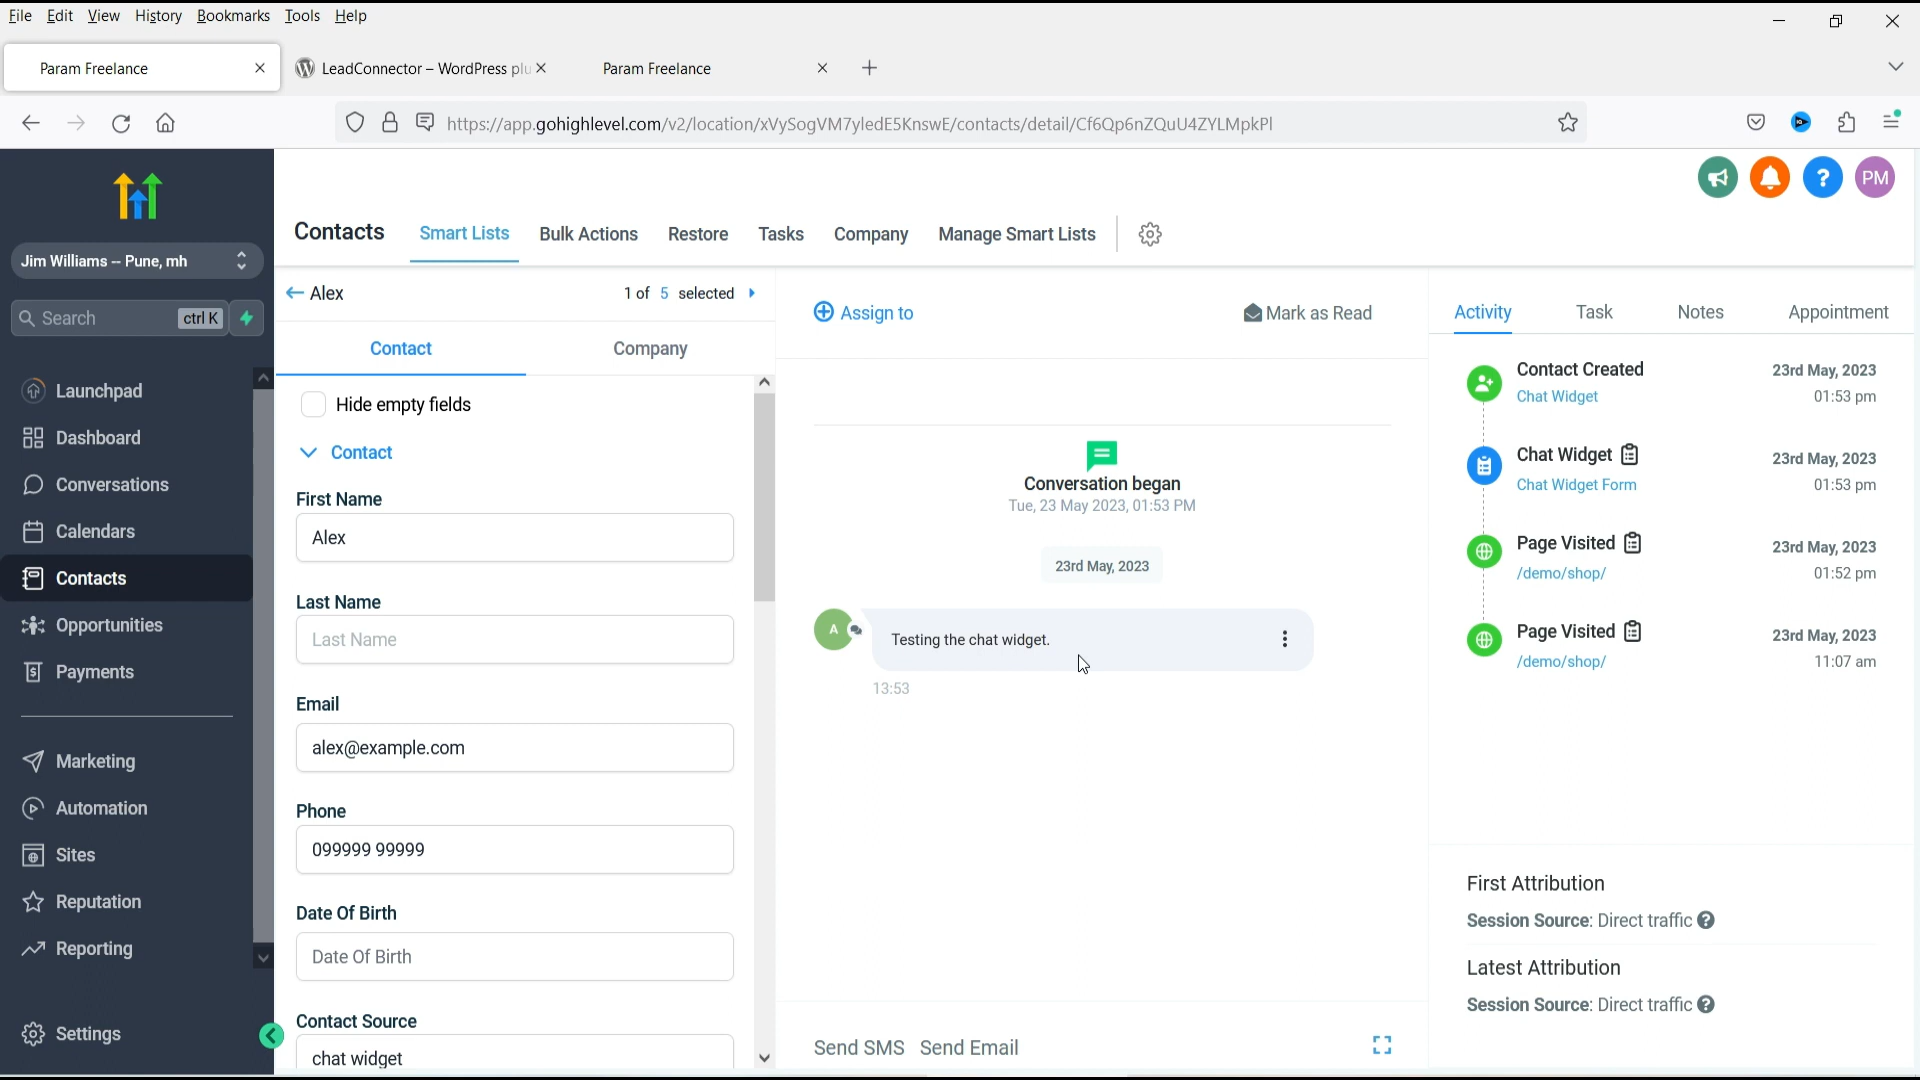 File Edit View History Bookmarks Tools Help
Param Freelance
LeadConnector – WordPress plu
Param Freelance
https://app.gohighlevel.com/v2/location/xVySogVM7yledE5KnswE/contacts/detail/Cf6Qp6nZQuU4ZYLMpkPl
PM
Jim Williams -- Pune, mh
Search ctrl K
Launchpad
Dashboard
Conversations
Calendars
Contacts
Opportunities
Payments
Marketing
Automation
Sites
Reputation
Reporting
Settings
Contacts Smart Lists Bulk Actions Restore Tasks Company Manage Smart Lists
Alex 1 of 5 selected
Contact Company
Hide empty fields
Contact
First Name
Alex
Last Name
Last Name
Email
alex@example.com
Phone
099999 99999
Date Of Birth
Date Of Birth
Contact Source
chat widget
Assign to Mark as Read
Conversation began
Tue, 23 May 2023, 01:53 PM
23rd May, 2023
A
Testing the chat widget.
13:53
Send SMS Send Email
Activity Task Notes Appointment
Contact Created 23rd May, 2023
Chat Widget 01:53 pm
Chat Widget 23rd May, 2023
Chat Widget Form 01:53 pm
Page Visited 23rd May, 2023
/demo/shop/ 01:52 pm
Page Visited 23rd May, 2023
/demo/shop/ 11:07 am
First Attribution
Session Source: Direct traffic ?
Latest Attribution
Session Source: Direct traffic ?